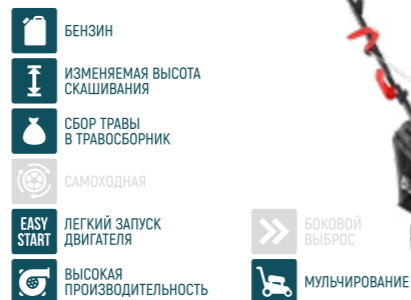 БЕНЗИН
ИЗМЕНЯЕМАЯ ВЫСОТА
СКАШИВАНИЯ
СБОР ТРАВЫ
В ТРАВОСБОРНИК
САМОХОДНАЯ
EASY
START
ЛЕГКИЙ ЗАПУСК
ДВИГАТЕЛЯ
БОКОВОЙ
ВЫБРОС
ВЫСОКАЯ
ПРОИЗВОДИТЕЛЬНОСТЬ
МУЛЬЧИРОВАНИЕ